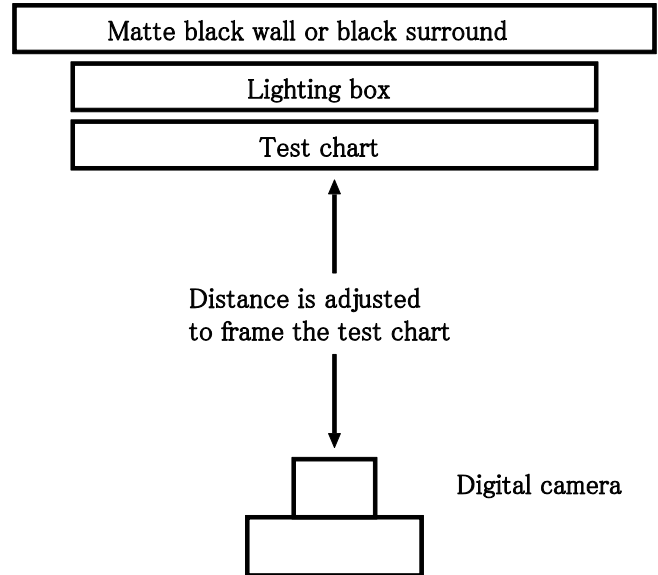 Matte black wall or black surround
Lighting box
Test chart
Distance is adjusted
to frame the test chart
Digital camera